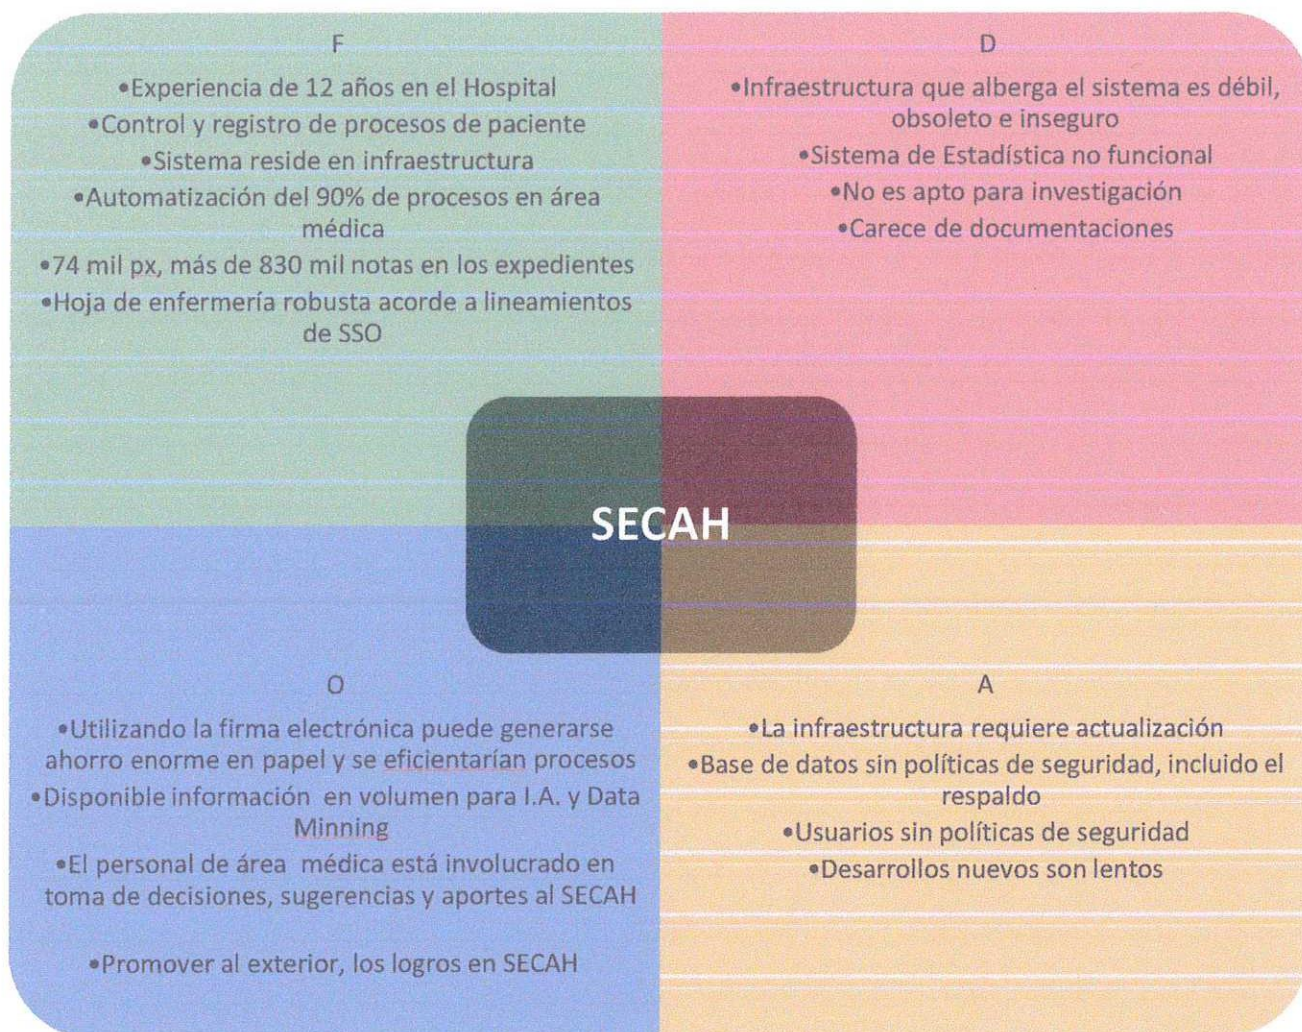 F
•Experiencia de 12 años en el Hospital
•Control y registro de procesos de paciente
•Sistema reside en infraestructura
•Automatización del 90% de procesos en área
médica
•74 mil px, más de 830 mil notas en los expedientes
•Hoja de enfermería robusta acorde a lineamientos
de SSO
D
•Infraestructura que alberga el sistema es débil,
obsoleto e inseguro
•Sistema de Estadística no funcional
•No es apto para investigación
•Carece de documentaciones
SECAH
O
•Utilizando la firma electrónica puede generarse
ahorro enorme en papel y se eficientarían procesos
•Disponible información en volumen para I.A. y Data
Minning
•El personal de área médica está involucrado en
toma de decisiones, sugerencias y aportes al SECAH
•Promover al exterior, los logros en SECAH
A
•La infraestructura requiere actualización
•Base de datos sin políticas de seguridad, incluido el
respaldo
•Usuarios sin políticas de seguridad
•Desarrollos nuevos son lentos